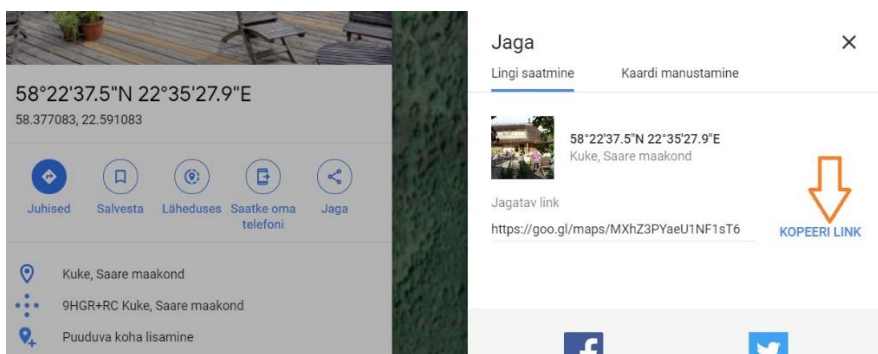 58°22'37.5"N 22°35'27.9"E
58.377083, 22.591083
Juhised
Salvesta
Läheduses
Saatke oma
telefoni
Jaga
Kuke, Saare maakond
9HGR+RC Kuke, Saare maakond
Puuduva koha lisamine
Jaga
Lingi saatmine
Kaardi manustamine
58°22'37.5"N 22°35'27.9"E
Kuke, Saare maakond
Jagatav link
https://goo.gl/maps/MXhZ3PYaeU1NF1sT6
KOPEERI LINK